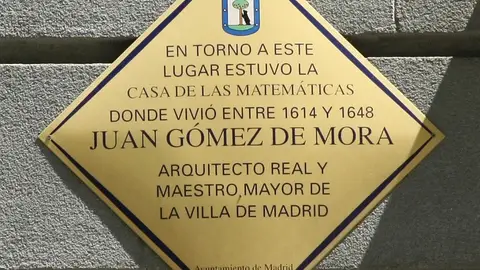 EN TORNO A ESTE
LUGAR ESTUVO LA
CASA DE LAS MATEMÁTICAS
DONDE VIVIÓ ENTRE 1614 Y 1648
JUAN GÓMEZ DE MORA
ARQUITECTO REAL Y
MAESTRO MAYOR DE
LA VILLA DE MADRID
Ayuntamiento de Madrid